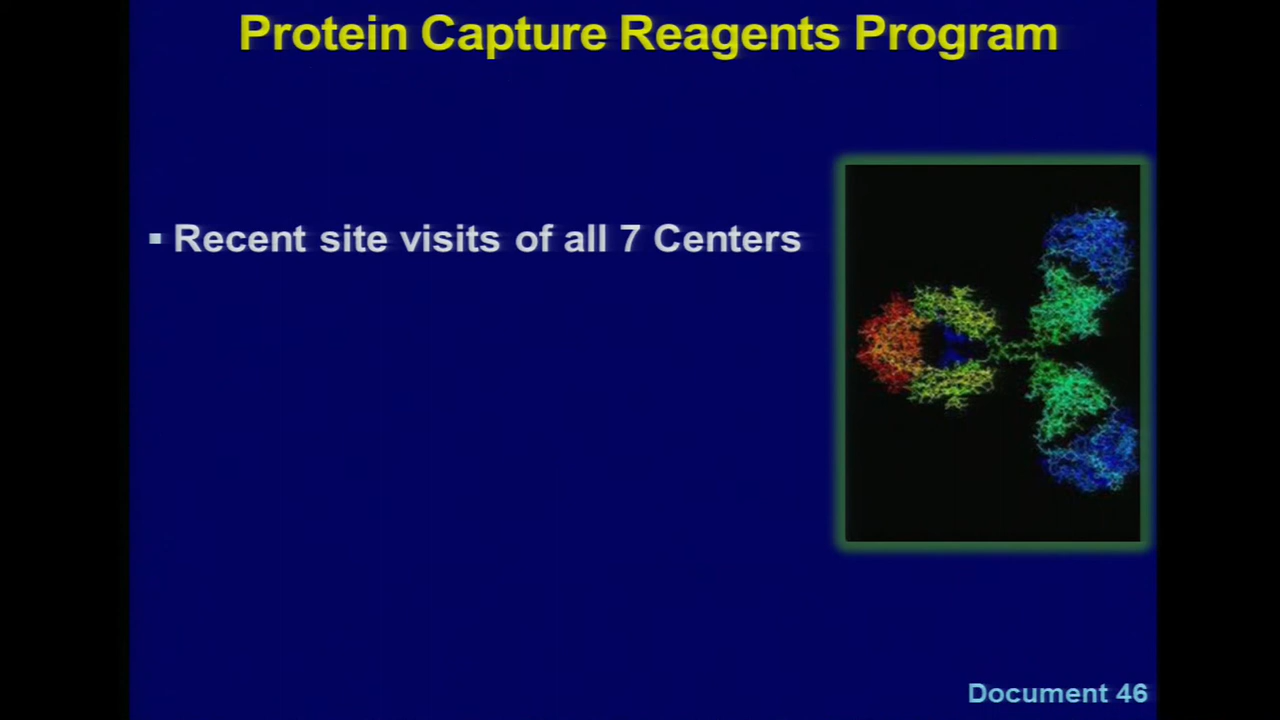 Protein Capture Reagents Program
▪ Recent site visits of all 7 Centers
Document 46